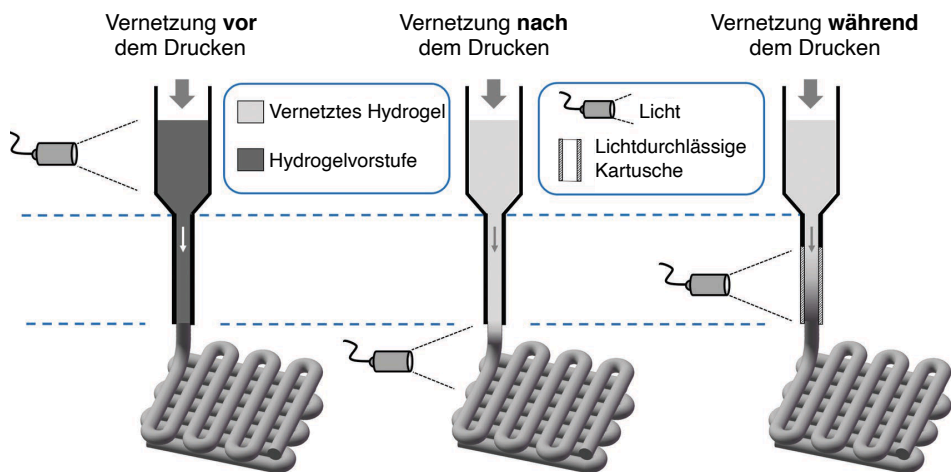 Vernetzung vor
dem Drucken
Vernetzung nach
dem Drucken
Vernetzung während
dem Drucken
Vernetztes Hydrogel
Hydrogelvorstufe
Licht
Lichtdurchlässige
Kartusche